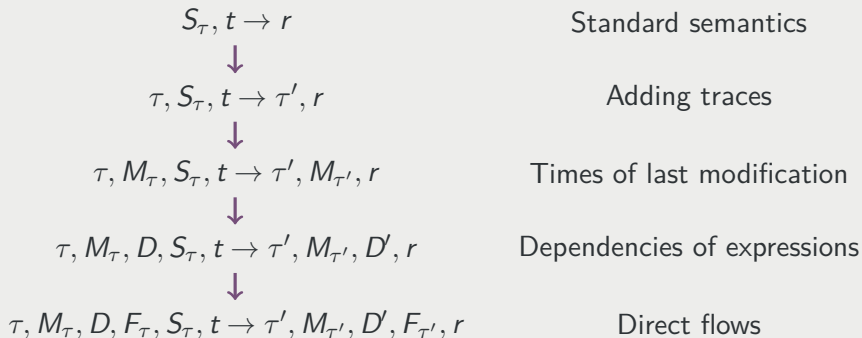 S_τ, t → r Standard semantics
↓
τ, S_τ, t → τ′, r Adding traces
↓
τ, M_τ, S_τ, t → τ′, M_τ′, r Times of last modification
↓
τ, M_τ, D, S_τ, t → τ′, M_τ′, D′, r Dependencies of expressions
↓
τ, M_τ, D, F_τ, S_τ, t → τ′, M_τ′, D′, F_τ′, r Direct flows